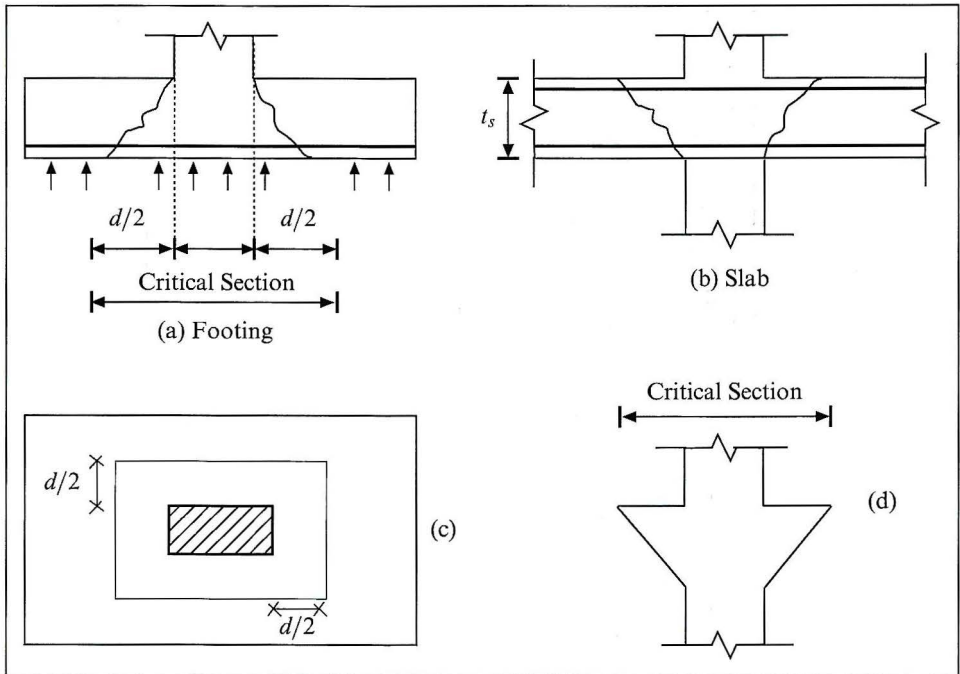 t_s
d/2
d/2
Critical Section
(a) Footing
(b) Slab
d/2
d/2
(c)
Critical Section
(d)